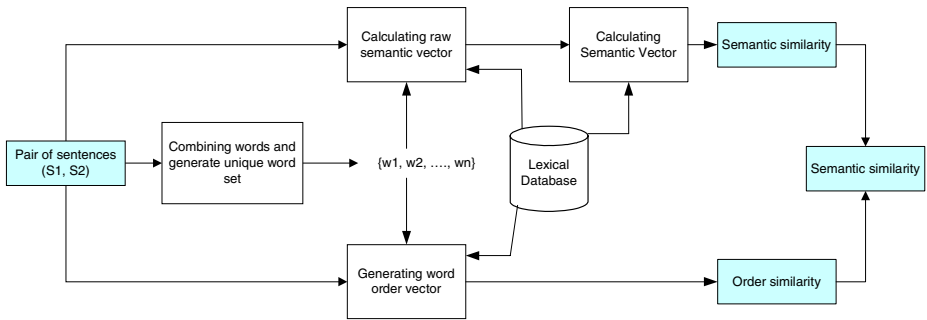 Calculating raw
semantic vector
Calculating
Semantic Vector
Semantic similarity
Pair of sentences
(S1, S2)
Combining words and
generate unique word
set
{w1, w2, …., wn}
Lexical
Database
Semantic similarity
Generating word
order vector
Order similarity